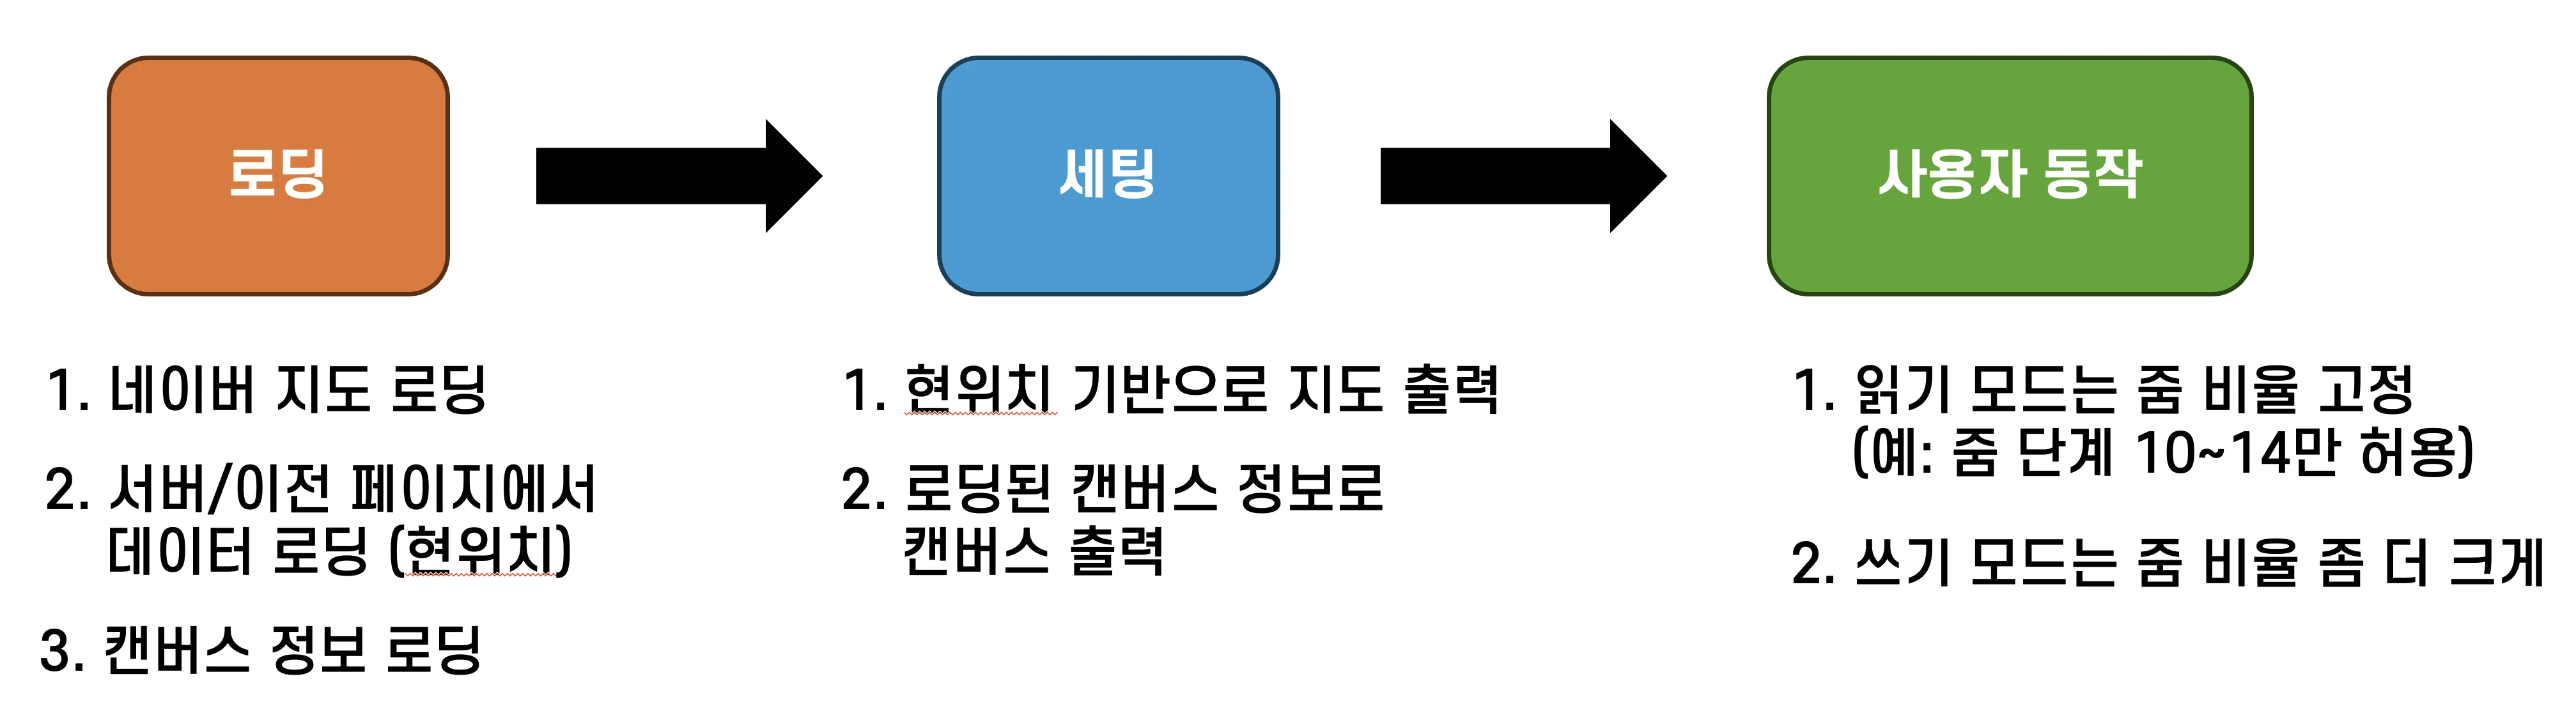 로딩
세팅
사용자 동작
1. 네이버 지도 로딩
2. 서버/이전 페이지에서
데이터 로딩 (현위치)
3. 캔버스 정보 로딩
1. 현위치 기반으로 지도 출력
2. 로딩된 캔버스 정보로
캔버스 출력
1. 읽기 모드는 줌 비율 고정
(예: 줌 단계 10~14만 허용)
2. 쓰기 모드는 줌 비율 좀 더 크게